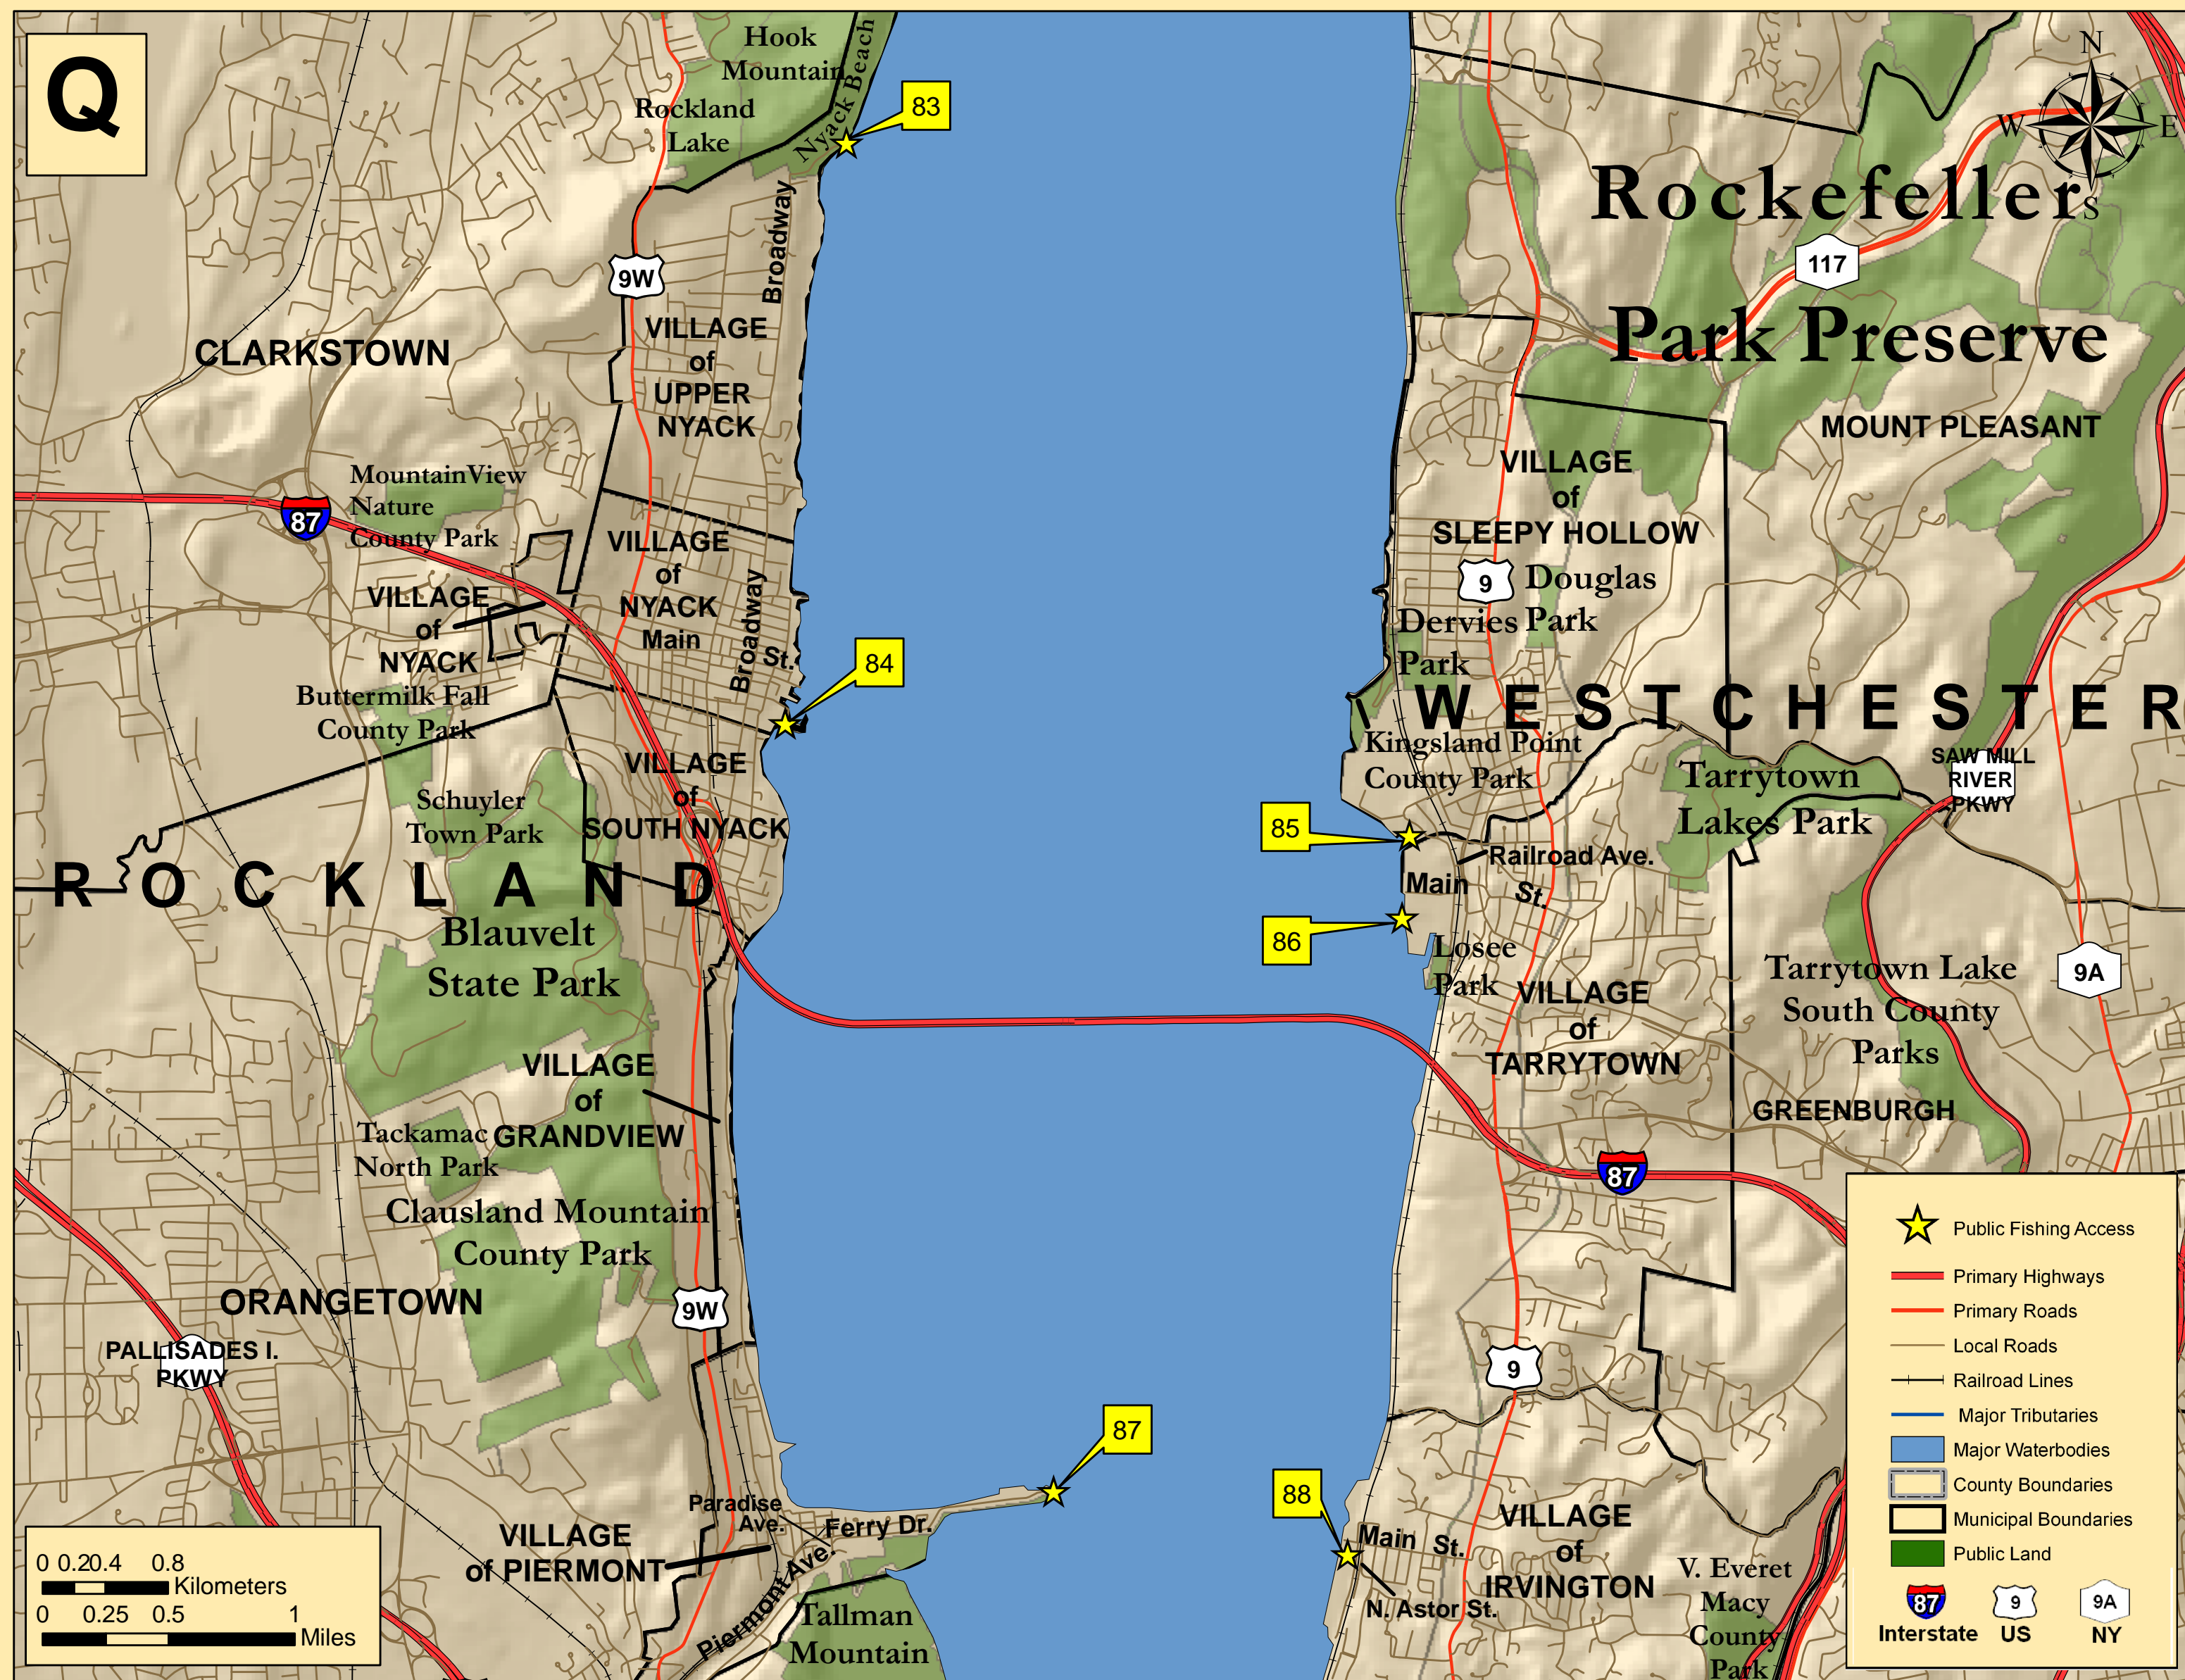 Q
Hook
Mountain
Nyack Beach
Rockland
Lake
83
N
W
E
S
Rockefeller
117
Park Preserve
Broadway
9W
VILLAGE
of
UPPER
NYACK
CLARKSTOWN
MOUNT PLEASANT
MountainView
Nature
County Park
87
VILLAGE
of
SLEEPY HOLLOW
9
Douglas
Park
Dervies
Park
VILLAGE
of
NYACK
Main
St.
Broadway
VILLAGE
of
NYACK
84
Buttermilk Fall
County Park
WESTCHESTER
Kingsland Point
County Park
VILLAGE
of
SOUTH NYACK
Schuyler
Town Park
Tarrytown
Lakes Park
SAW MILL
RIVER
PKWY
85
Railroad Ave.
Main
St.
ROCKLAND
86
Blauvelt
State Park
Losee
Park
VILLAGE
of
TARRYTOWN
Tarrytown Lake
South County
Parks
9A
VILLAGE
of
GRANDVIEW
GREENBURGH
Tackamac
North Park
87
Clausland Mountain
County Park
ORANGETOWN
9W
PALLISADES I.
PKWY
9
87
88
Paradise
Ave.
Ferry Dr.
VILLAGE
of PIERMONT
Piermont Ave.
Main St.
VILLAGE
of
IRVINGTON
N. Astor St.
V. Everet
Macy
County
Park
Tallman
Mountain
0 0.20.4 0.8
Kilometers
0 0.25 0.5 1
Miles
Public Fishing Access
Primary Highways
Primary Roads
Local Roads
Railroad Lines
Major Tributaries
Major Waterbodies
County Boundaries
Municipal Boundaries
Public Land
87 9 9A
Interstate US NY